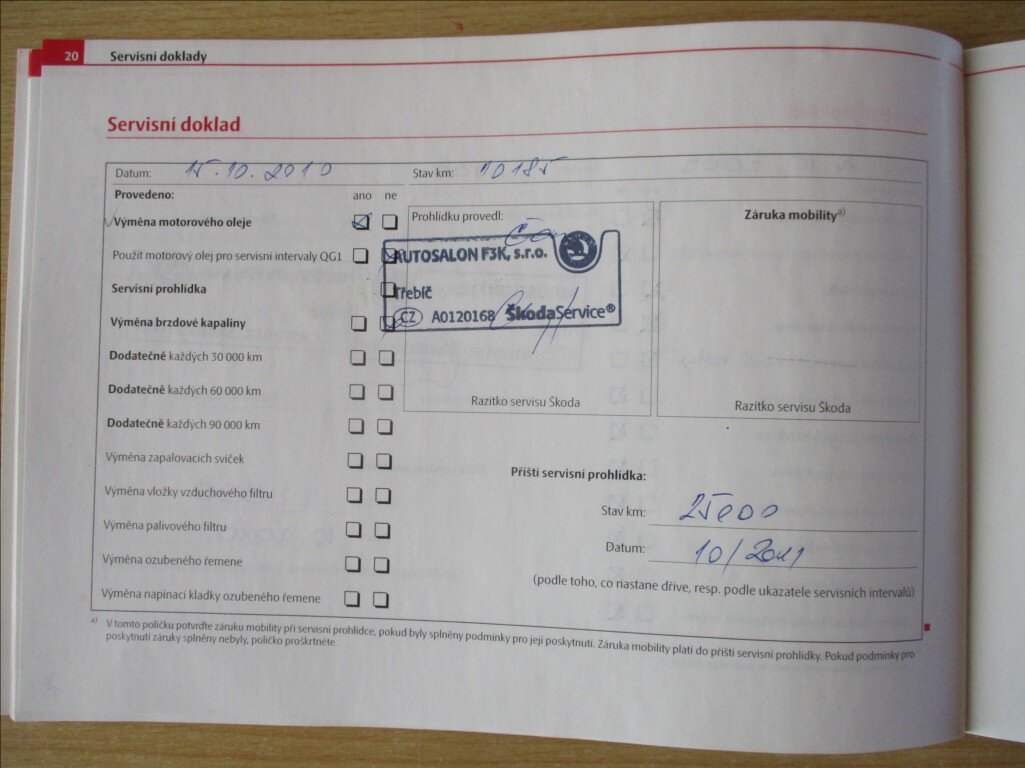 20 Servisní doklady
Servisní doklad
Datum: 15.10.2010 Stav km: 10185
Provedeno: ano ne
Výměna motorového oleje
Použit motorový olej pro servisní intervaly QG1
Servisní prohlídka
Výměna brzdové kapaliny
Dodatečně každých 30 000 km
Dodatečně každých 60 000 km
Dodatečně každých 90 000 km
Výměna zapalovacích svíček
Výměna vložky vzduchového filtru
Výměna palivového filtru
Výměna ozubeného řemene
Výměna napínací kladky ozubeného řemene
Prohlídku provedl:
AUTOSALON F3K, s.r.o.
Třebíč
CZ A0120168 ŠkodaService®
Razítko servisu Škoda
Záruka mobility a)
Razítko servisu Škoda
Příští servisní prohlídka:
Stav km: 25000
Datum: 10/2011
(podle toho, co nastane dříve, resp. podle ukazatele servisních intervalů)
a) V tomto políčku potvrďte záruku mobility při servisní prohlídce, pokud byly splněny podmínky pro její poskytnutí. Záruka mobility platí do příští servisní prohlídky. Pokud podmínky pro
poskytnutí záruky splněny nebyly, políčko proškrtněte.